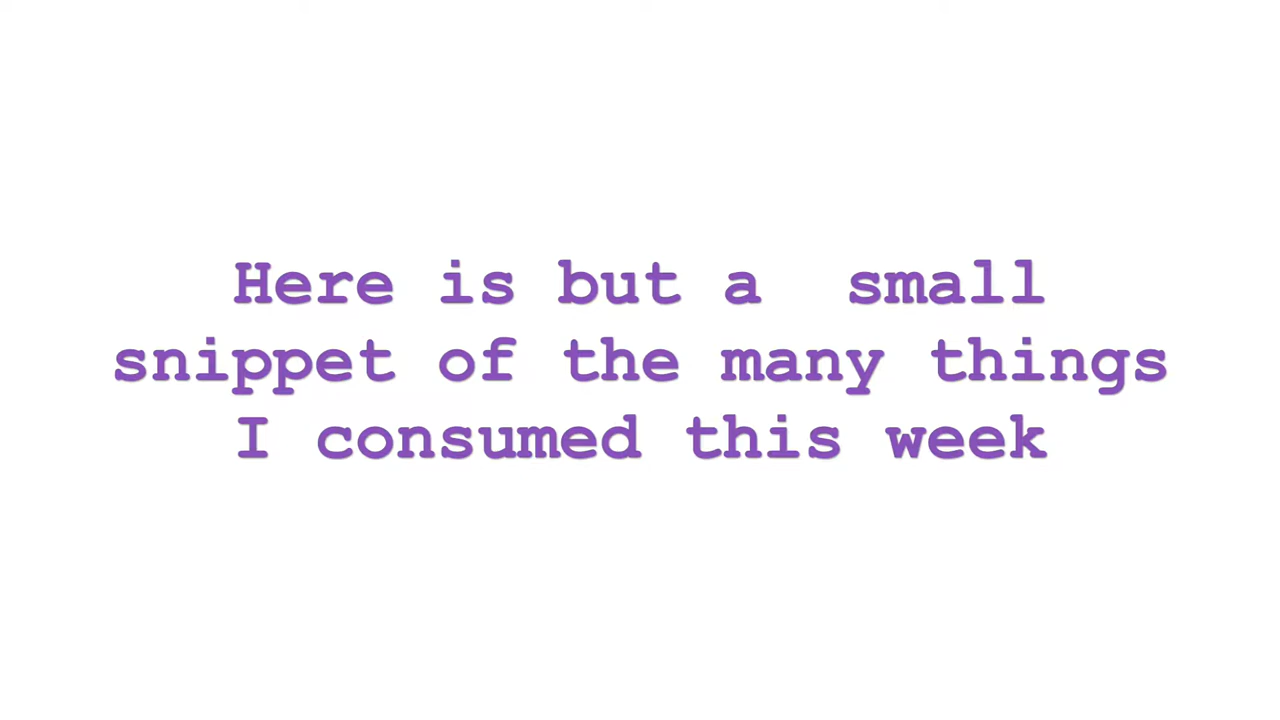 Here is but a  small
snippet of the many things
I consumed this week